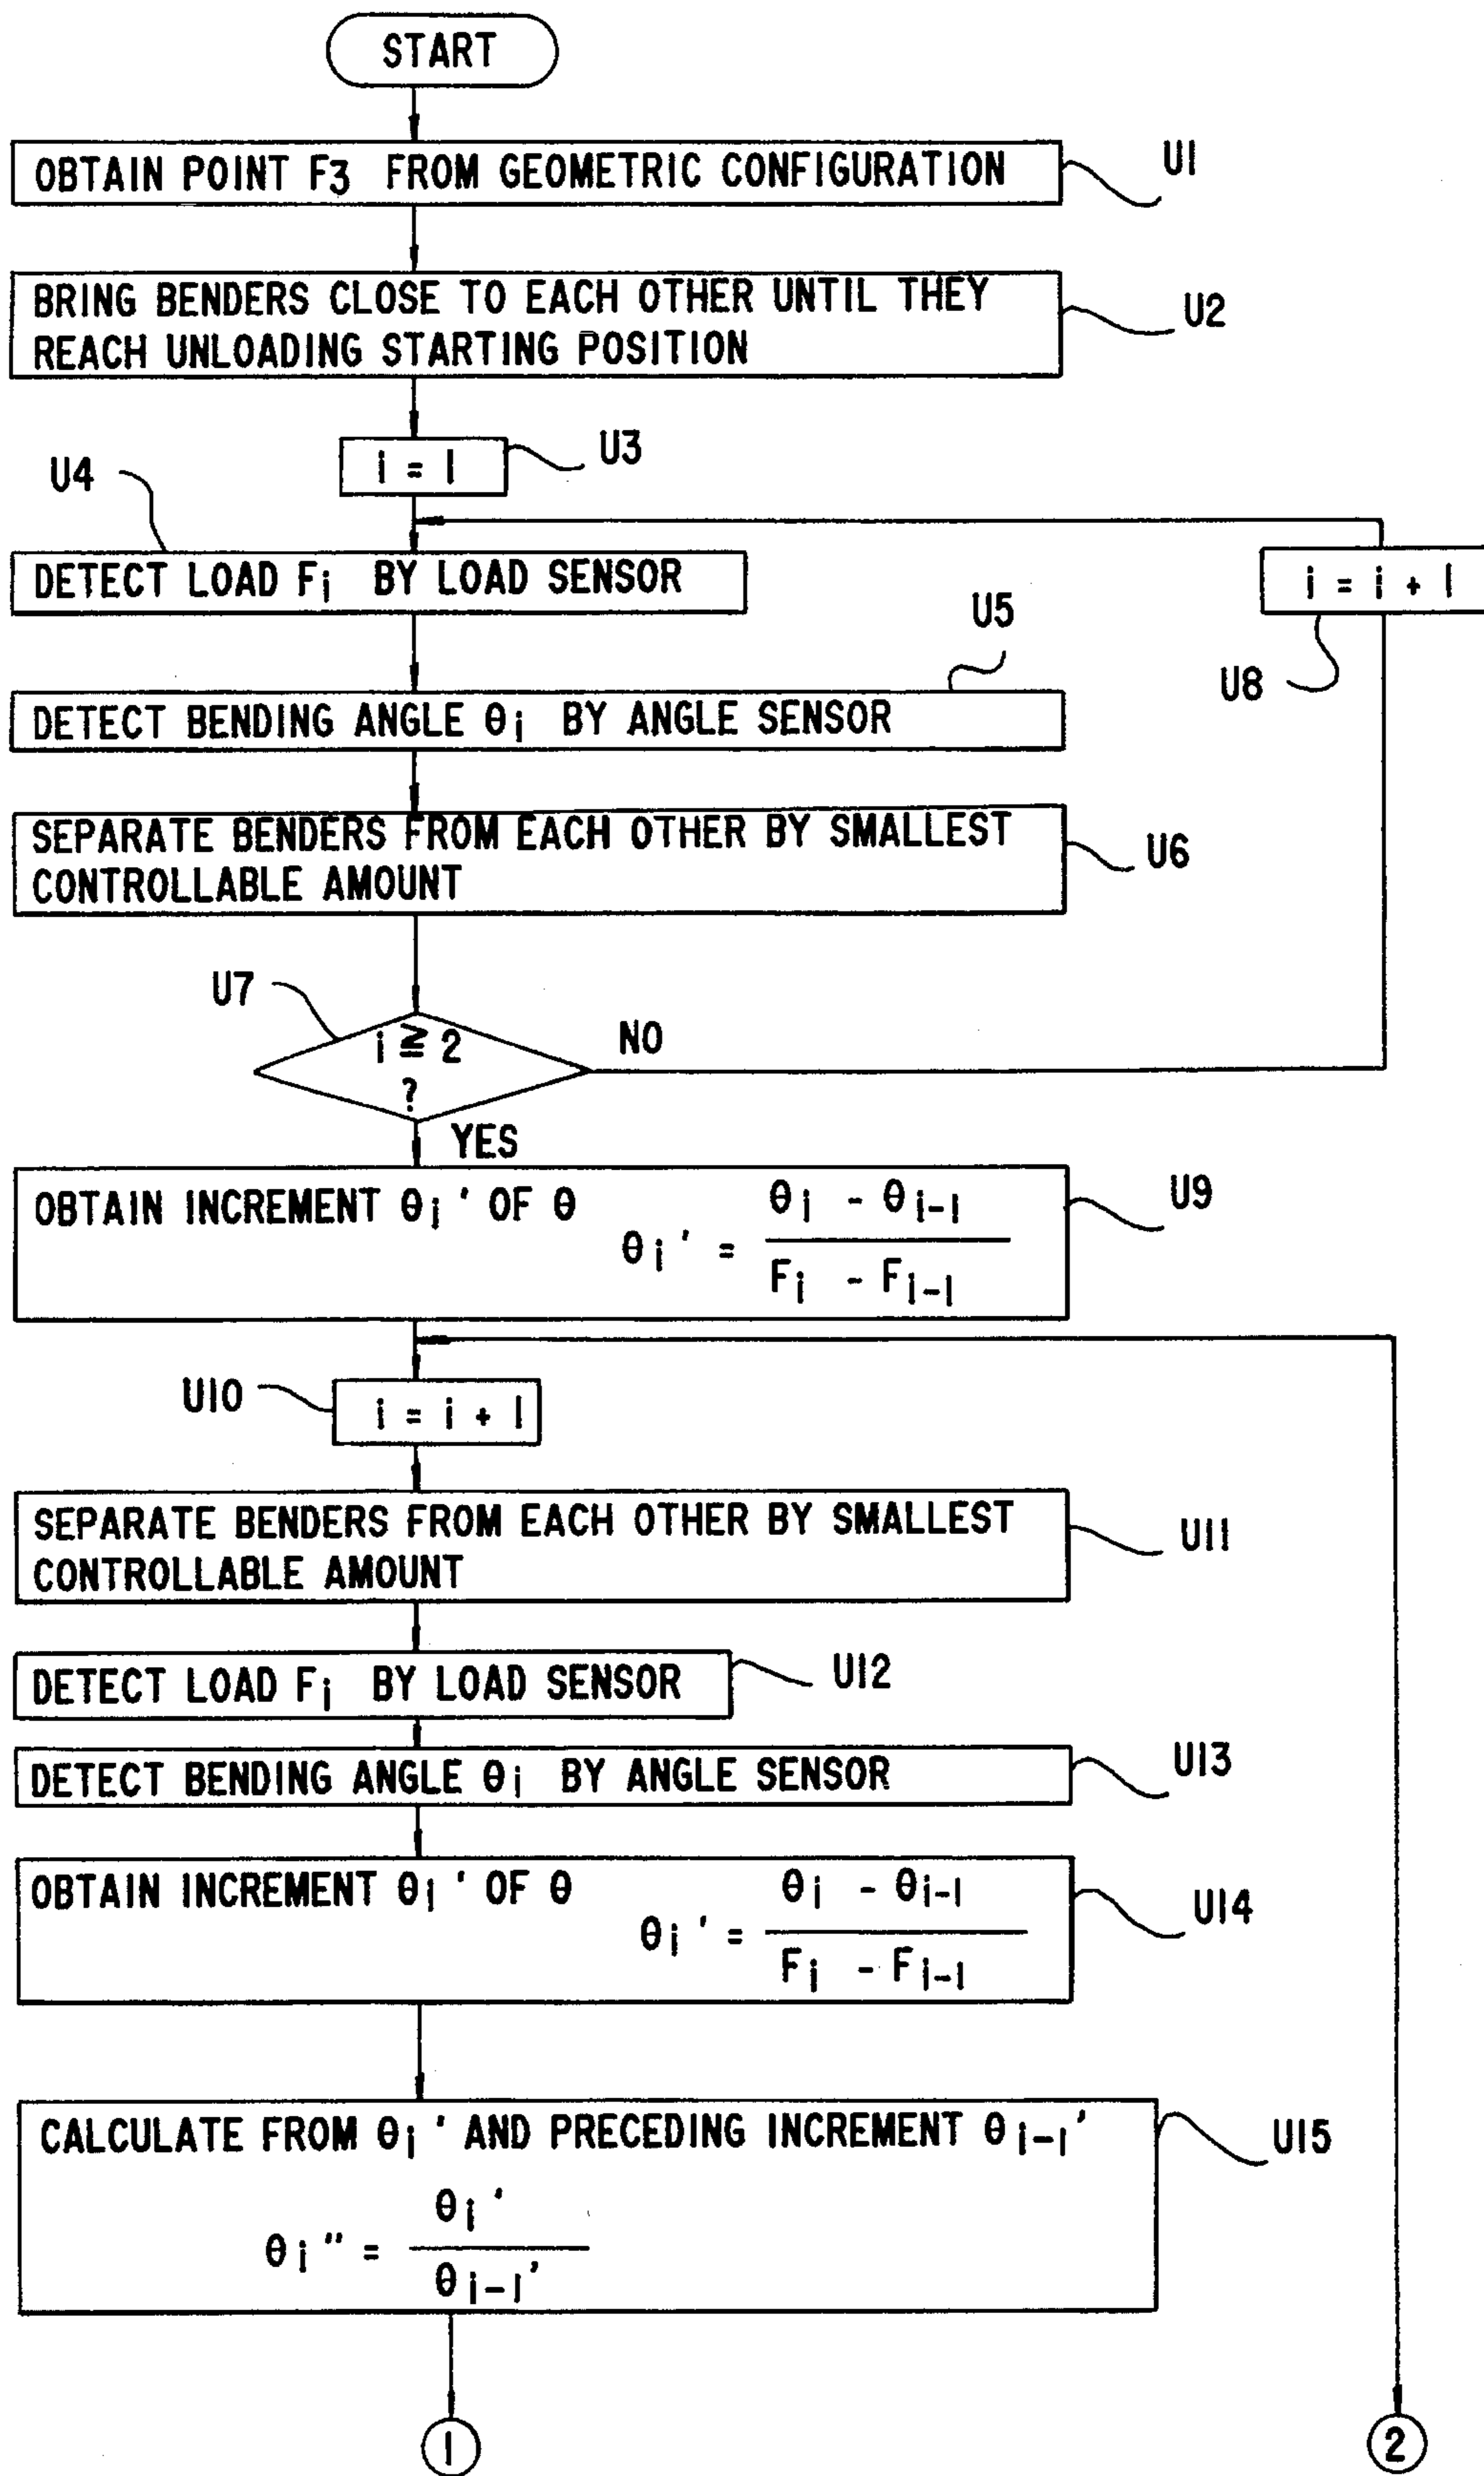 START
OBTAIN POINT F3 FROM GEOMETRIC CONFIGURATION
U1
BRING BENDERS CLOSE TO EACH OTHER UNTIL THEY
REACH UNLOADING STARTING POSITION
U2
i = 1
U3
U4
DETECT LOAD Fi BY LOAD SENSOR
i = i + 1
U8
U5
DETECT BENDING ANGLE θi BY ANGLE SENSOR
SEPARATE BENDERS FROM EACH OTHER BY SMALLEST
CONTROLLABLE AMOUNT
U6
U7
i ≧ 2
?
NO
YES
OBTAIN INCREMENT θi' OF θ
θi' = (θi - θi-1) / (Fi - Fi-1)
U9
U10
i = i + 1
SEPARATE BENDERS FROM EACH OTHER BY SMALLEST
CONTROLLABLE AMOUNT
U11
DETECT LOAD Fi BY LOAD SENSOR
U12
DETECT BENDING ANGLE θi BY ANGLE SENSOR
U13
OBTAIN INCREMENT θi' OF θ
θi' = (θi - θi-1) / (Fi - Fi-1)
U14
CALCULATE FROM θi' AND PRECEDING INCREMENT θi-1'
θi" = θi' / θi-1'
U15
1
2